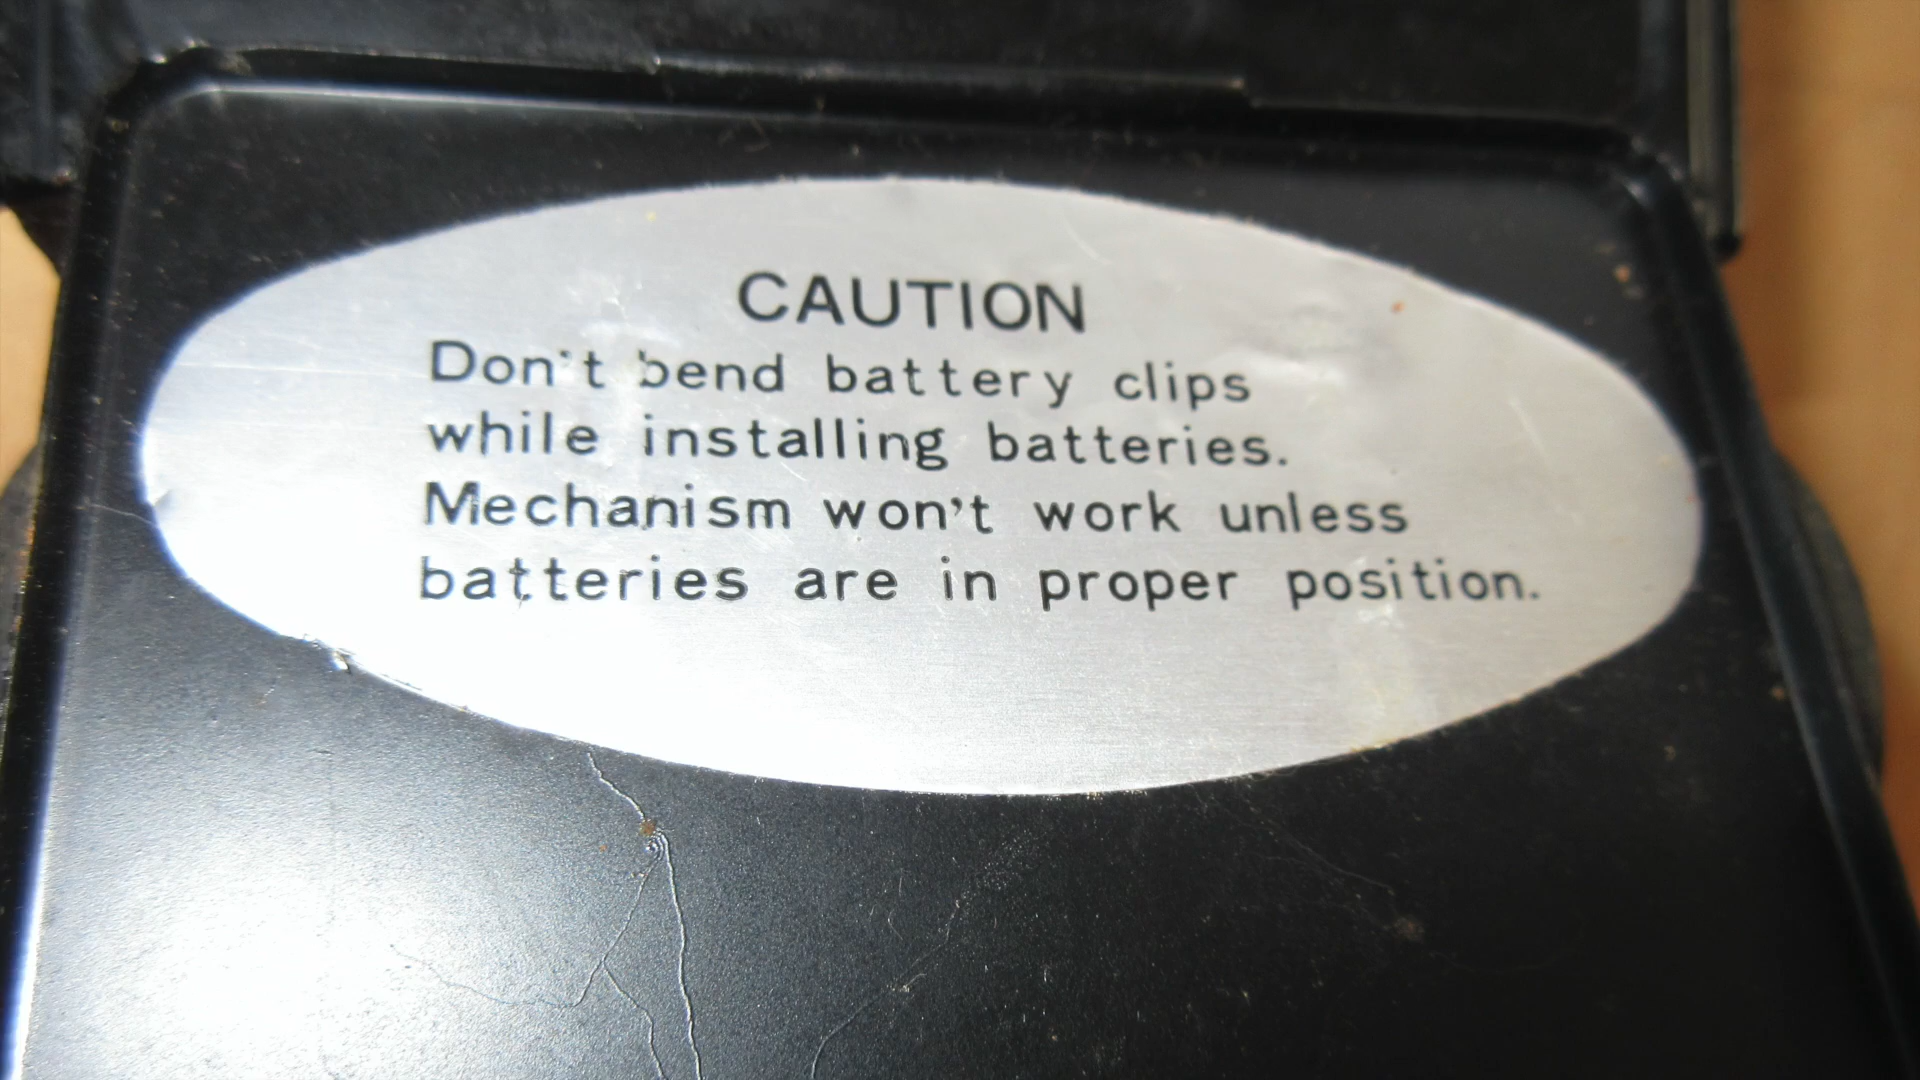 CAUTION
Don't bend battery clips
while installing batteries.
Mechanism won't work unless
batteries are in proper position.